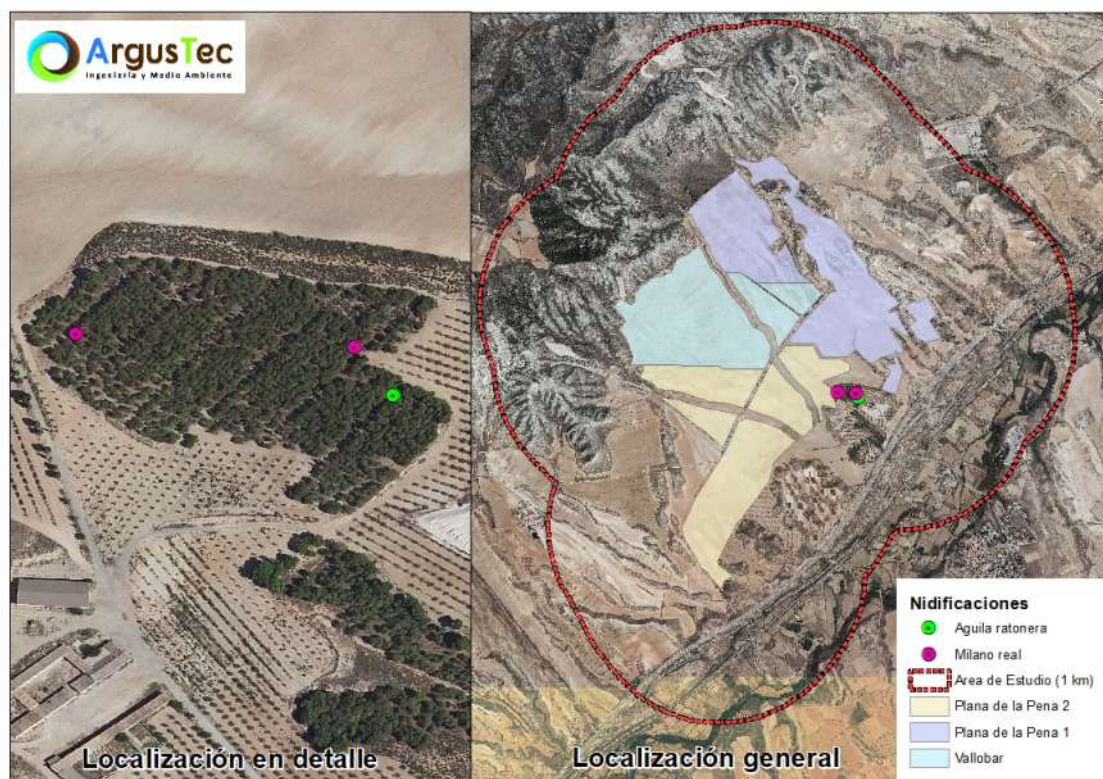 ArgusTec
Ingeniería y Medio Ambiente
Localización en detalle
Localización general
Nidificaciones
Aguila ratonera
Milano real
Area de Estudio (1 km)
Plana de la Pena 2
Plana de la Pena 1
Vallobar